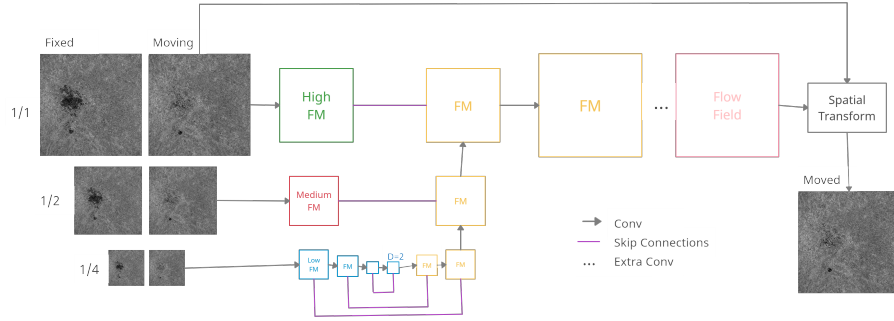 Fixed
Moving
1/1
High
FM
FM
FM
...
Flow
Field
Spatial
Transform
1/2
Medium
FM
FM
Moved
1/4
Low
FM
FM
D=2
FM
FM
Conv
Skip Connections
... Extra Conv